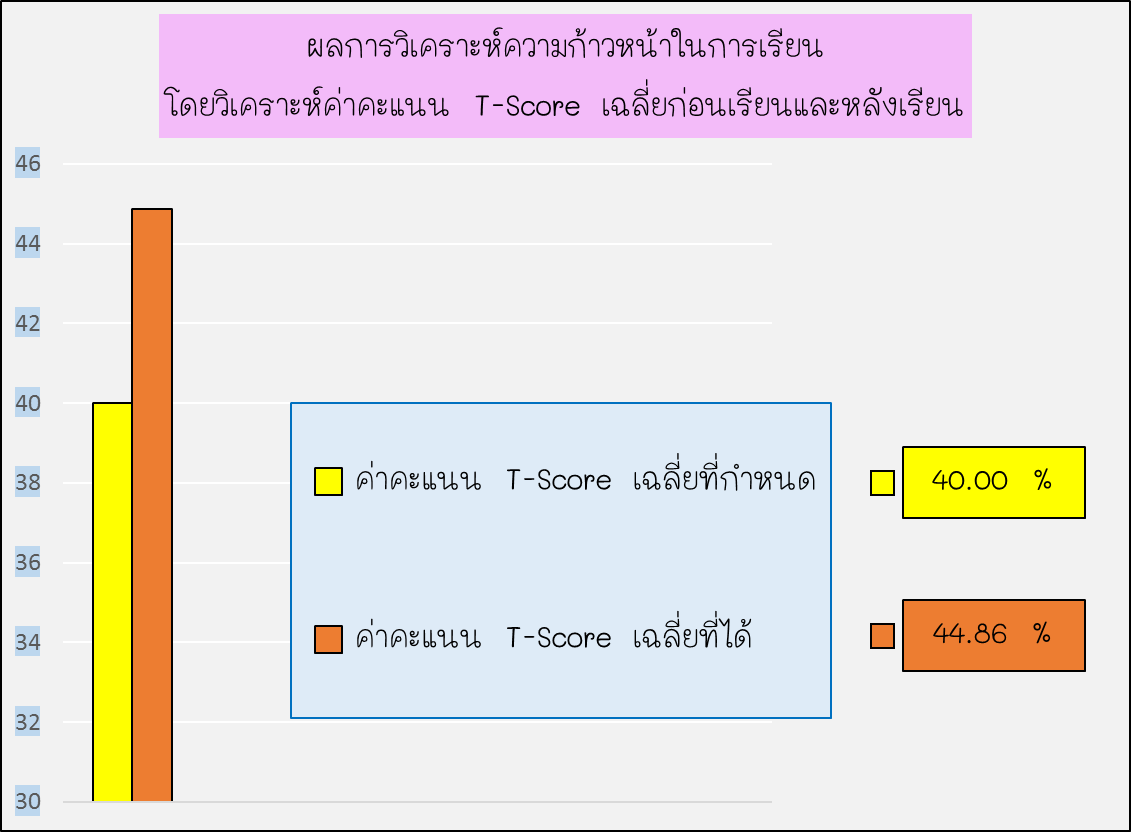 ผลการวิเคราะห์ความก้าวหน้าในการเรียน
โดยวิเคราะห์ค่าคะแนน T-Score เฉลี่ยก่อนเรียนและหลังเรียน
46
44
42
40
38
36
34
32
30
ค่าคะแนน T-Score เฉลี่ยที่กำหนด
40.00 %
ค่าคะแนน T-Score เฉลี่ยที่ได้
44.86 %